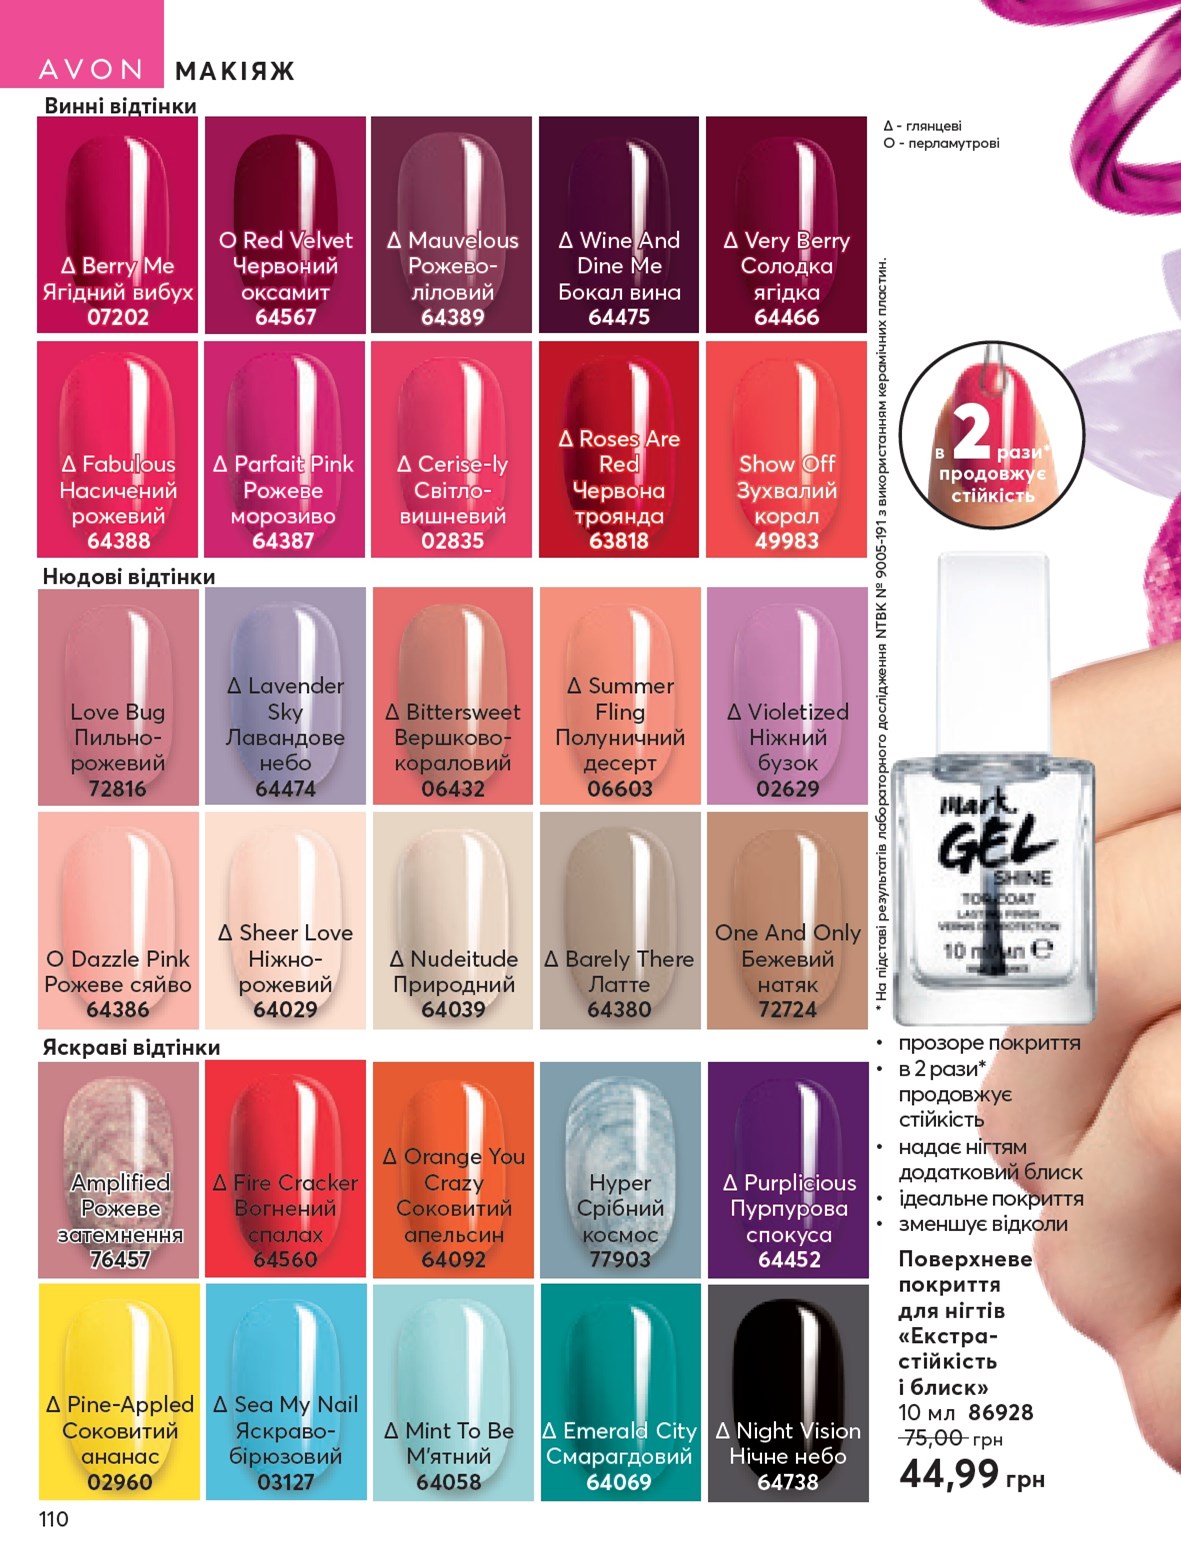 AVON МАКІЯЖ
Винні відтінки
Δ Berry Me
Ягідний вибух
07202
O Red Velvet
Червоний
оксамит
64567
Δ Mauvelous
Рожево-
ліловий
64389
Δ Wine And
Dine Me
Бокал вина
64475
Δ Very Berry
Солодка
ягідка
64466
Δ - глянцеві
O - перламутрові
Δ Fabulous
Насичений
рожевий
64388
Δ Parfait Pink
Рожеве
морозиво
64387
Δ Cerise-ly
Світло-
вишневий
02835
Δ Roses Are
Red
Червона
троянда
63818
Show Off
Зухвалий
корал
49983
в 2 рази*
продовжує
стійкість
* На підставі результатів лабораторного дослідження NTBK № 9005-191 з використанням керамічних пластин.
Нюдові відтінки
Love Bug
Пильно-
рожевий
72816
Δ Lavender
Sky
Лавандове
небо
64474
Δ Bittersweet
Вершково-
кораловий
06432
Δ Summer
Fling
Полуничний
десерт
06603
Δ Violetized
Ніжний
бузок
02629
O Dazzle Pink
Рожеве сяйво
64386
Δ Sheer Love
Ніжно-
рожевий
64029
Δ Nudeitude
Природний
64039
Δ Barely There
Латте
64380
One And Only
Бежевий
натяк
72724
mark.
GEL
SHINE
TOP COAT
LASTING FINISH
VERNIS DE PROTECTION
10 ml/мл
Яскраві відтінки
Amplified
Рожеве
затемнення
76457
Δ Fire Cracker
Вогнений
спалах
64560
Δ Orange You
Crazy
Соковитий
апельсин
64092
Hyper
Срібний
космос
77903
Δ Purplicious
Пурпурова
спокуса
64452
Δ Pine-Appled
Соковитий
ананас
02960
Δ Sea My Nail
Яскраво-
бірюзовий
03127
Δ Mint To Be
М'ятний
64058
Δ Emerald City
Смарагдовий
64069
Δ Night Vision
Нічне небо
64738
• прозоре покриття
• в 2 рази*
продовжує
стійкість
• надає нігтям
додатковий блиск
• ідеальне покриття
• зменшує відколи
Поверхневе
покриття
для нігтів
«Екстра-
стійкість
і блиск»
10 мл 86928
75,00 грн
44,99 грн
110